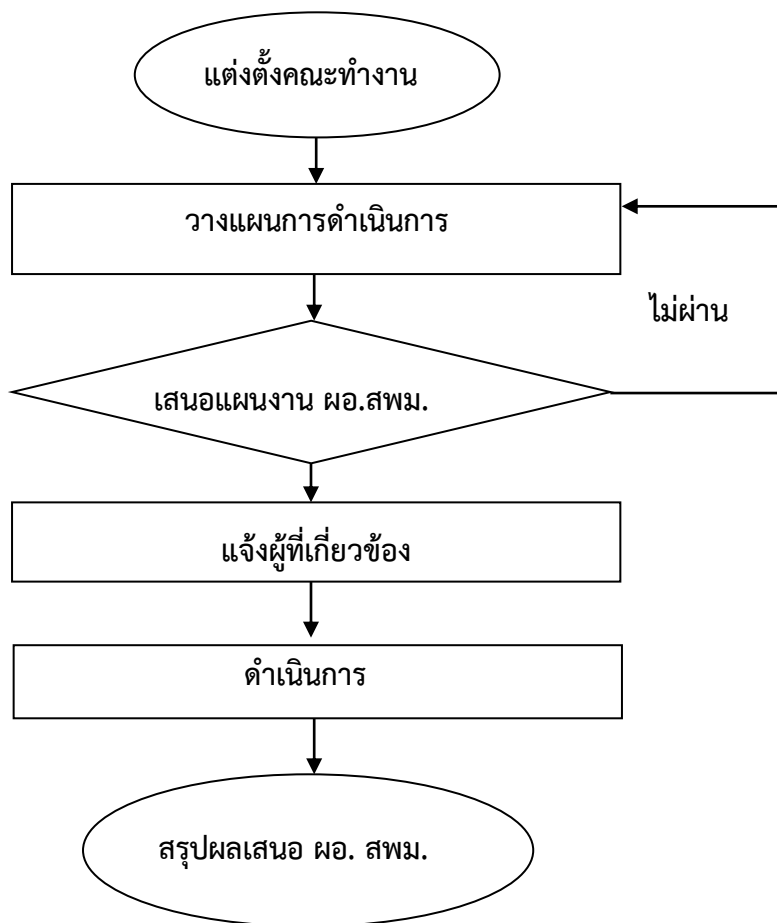 แต่งตั้งคณะทำงาน
วางแผนการดำเนินการ
ไม่ผ่าน
เสนอแผนงาน ผอ.สพม.
แจ้งผู้ที่เกี่ยวข้อง
ดำเนินการ
สรุปผลเสนอ ผอ. สพม.